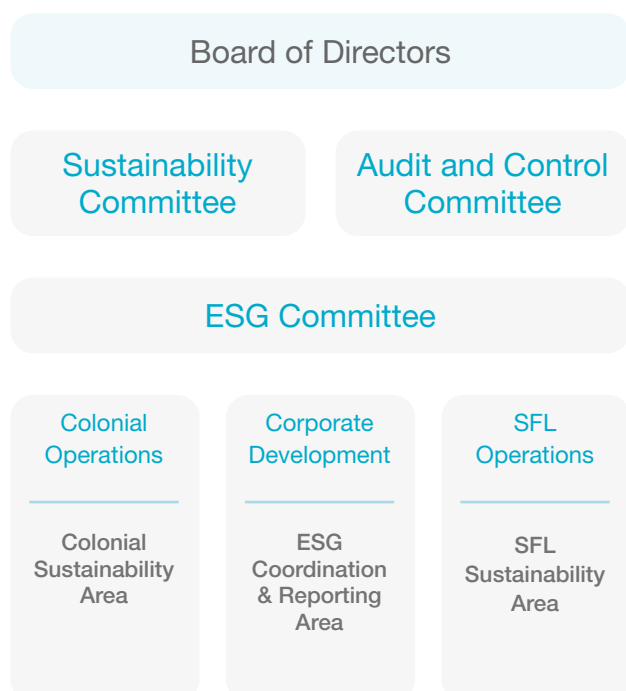 Board of Directors
Sustainability
Committee
Audit and Control
Committee
ESG Committee
Colonial
Operations
Colonial
Sustainability
Area
Corporate
Development
ESG
Coordination
& Reporting
Area
SFL
Operations
SFL
Sustainability
Area